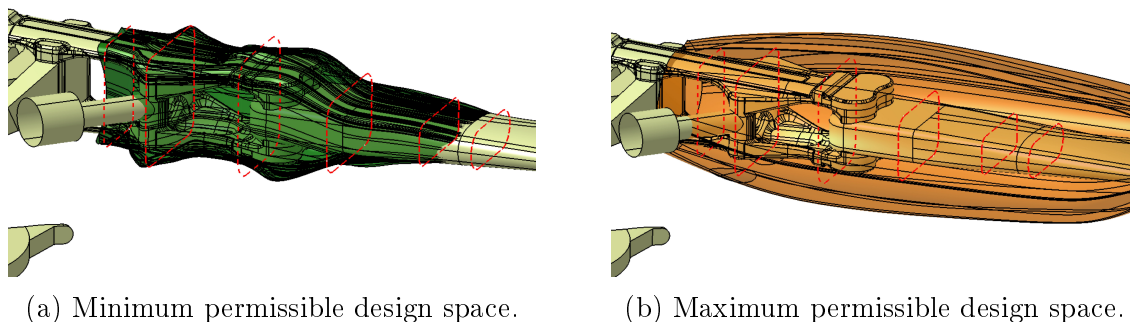 (a) Minimum permissible design space.
(b) Maximum permissible design space.